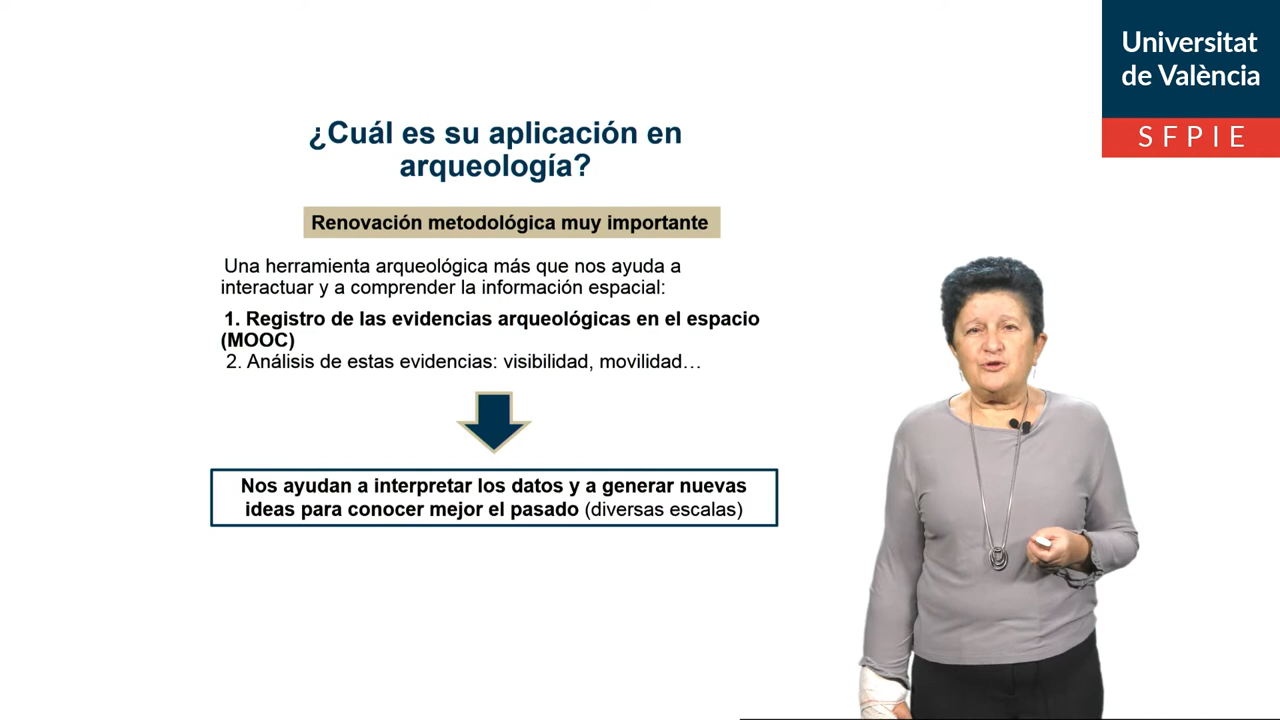 Universitat
de València
SFPIE
¿Cuál es su aplicación en
arqueología?
Renovación metodológica muy importante
Una herramienta arqueológica más que nos ayuda a
interactuar y a comprender la información espacial:
1. Registro de las evidencias arqueológicas en el espacio
(MOOC)
2. Análisis de estas evidencias: visibilidad, movilidad…
Nos ayudan a interpretar los datos y a generar nuevas
ideas para conocer mejor el pasado (diversas escalas)